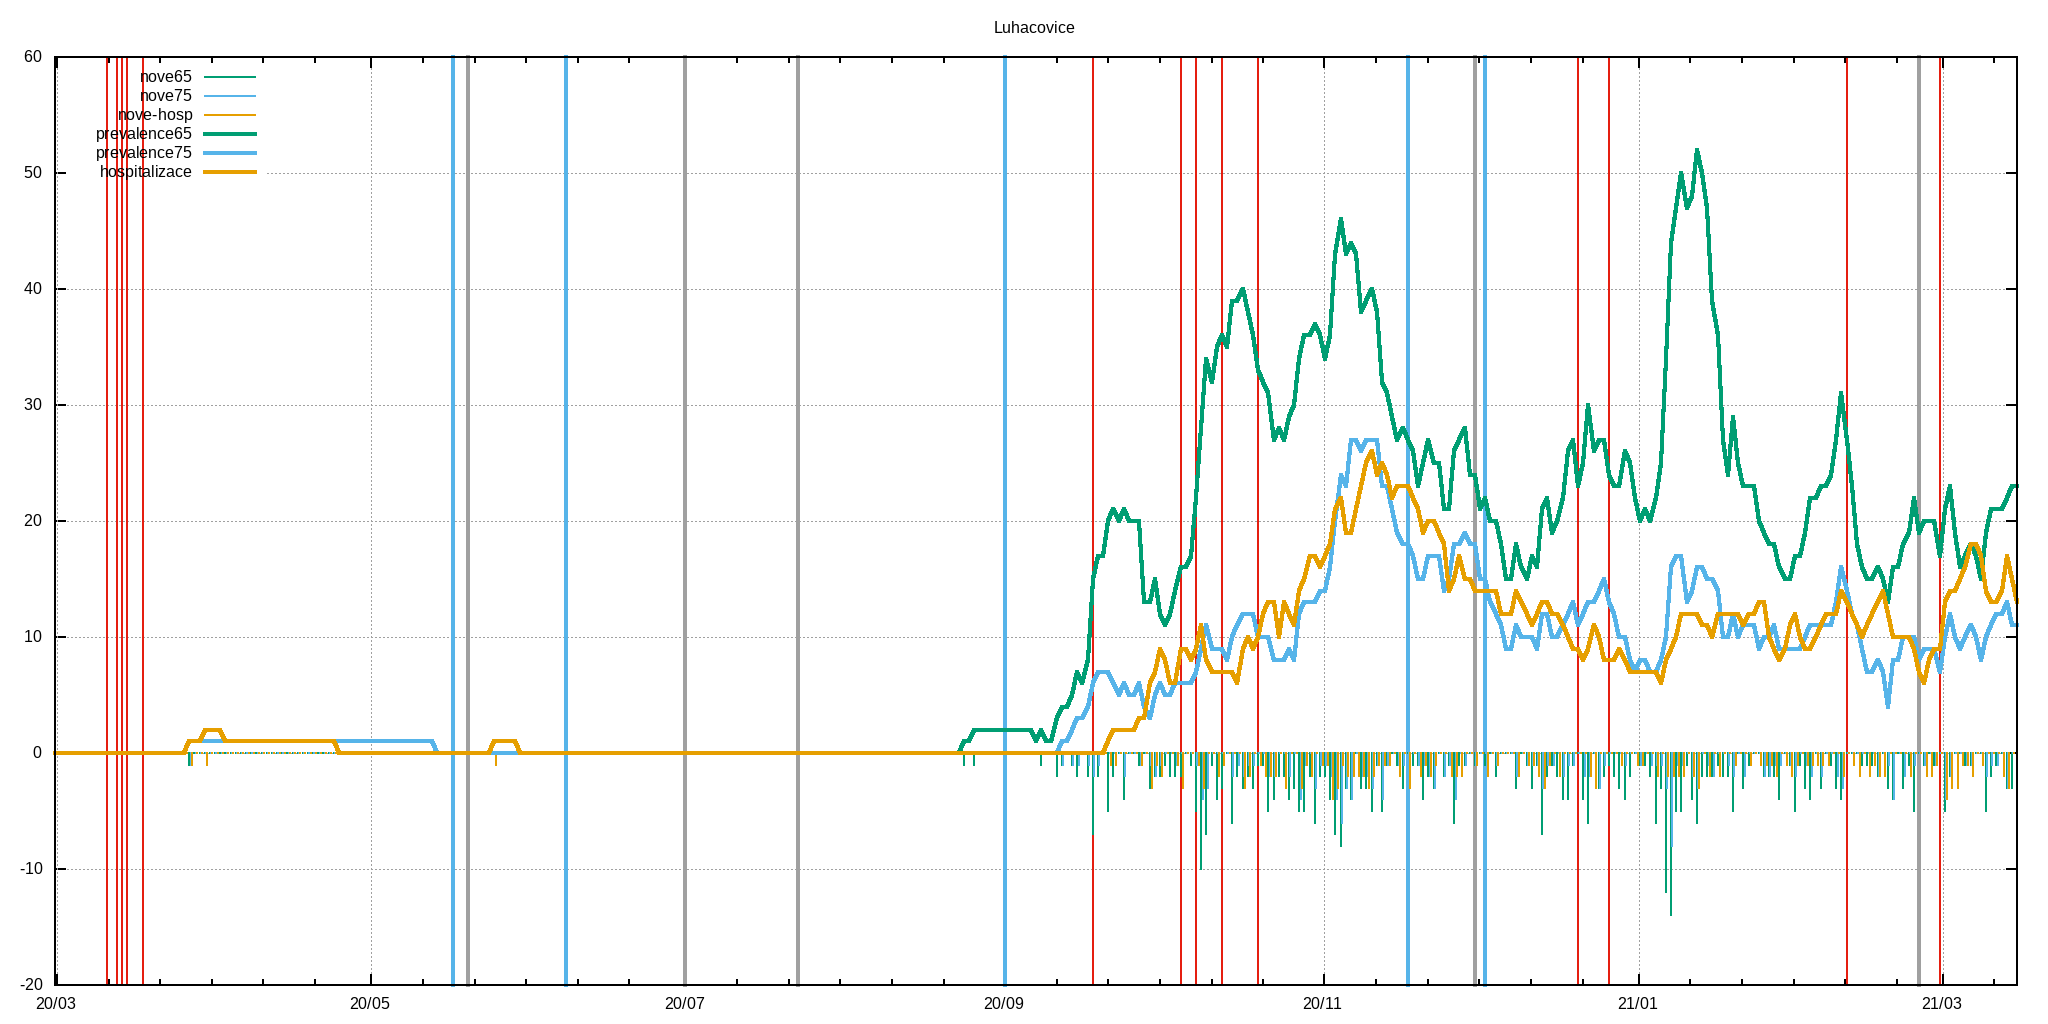 Luhacovice
60
50
40
30
20
10
0
-10
-20
nove65
nove75
nove-hosp
prevalence65
prevalence75
hospitalizace
20/03 20/05 20/07 20/09 20/11 21/01 21/03